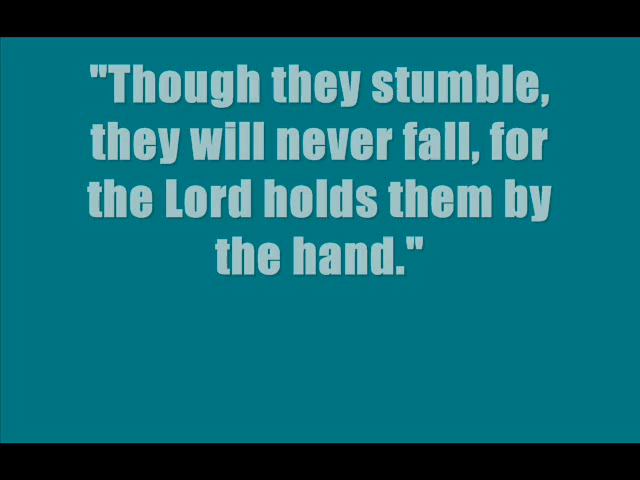 "Though they stumble,
they will never fall, for
the Lord holds them by
the hand."